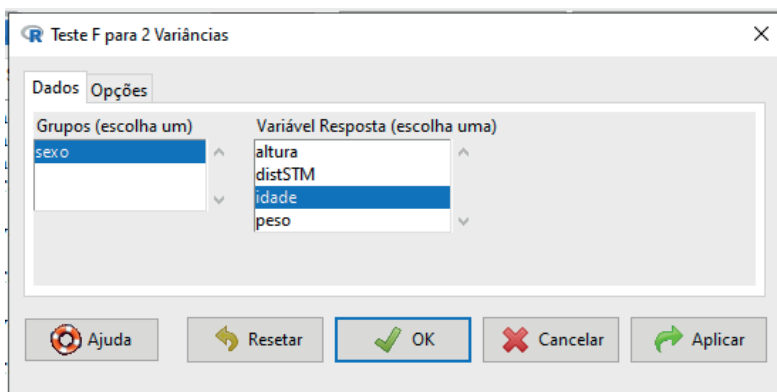 Teste F para 2 Variâncias
Dados Opções
Grupos (escolha um) Variável Resposta (escolha uma)
sexo
altura
distSTM
idade
peso
Ajuda Resetar OK Cancelar Aplicar